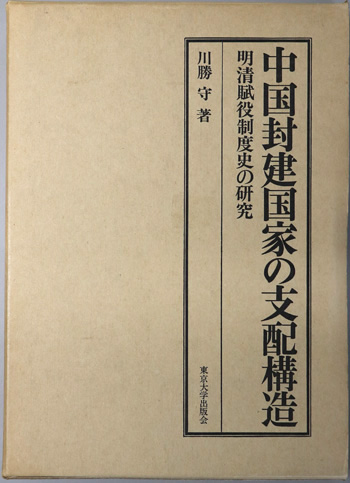 中国封建国家の支配構造
明清賦役制度史の研究
川勝 守 著
東京大学出版会